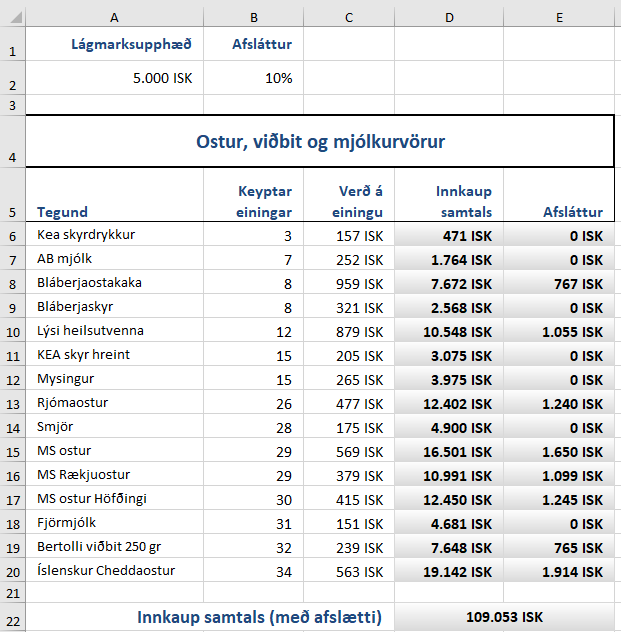 A B C D E
1 Lágmarksupphæð Afsláttur
2 5.000 ISK 10%
3
4 Ostur, viðbit og mjólkurvörur
Keyptar Verð á Innkaup
5 Tegund einingar einingu samtals Afsláttur
6 Kea skyrdrykkur 3 157 ISK 471 ISK 0 ISK
7 AB mjólk 7 252 ISK 1.764 ISK 0 ISK
8 Bláberjaostakaka 8 959 ISK 7.672 ISK 767 ISK
9 Bláberjaskyr 8 321 ISK 2.568 ISK 0 ISK
10 Lýsi heilsutvenna 12 879 ISK 10.548 ISK 1.055 ISK
11 KEA skyr hreint 15 205 ISK 3.075 ISK 0 ISK
12 Mysingur 15 265 ISK 3.975 ISK 0 ISK
13 Rjómaostur 26 477 ISK 12.402 ISK 1.240 ISK
14 Smjör 28 175 ISK 4.900 ISK 0 ISK
15 MS ostur 29 569 ISK 16.501 ISK 1.650 ISK
16 MS Rækjuostur 29 379 ISK 10.991 ISK 1.099 ISK
17 MS ostur Höfðingi 30 415 ISK 12.450 ISK 1.245 ISK
18 Fjörmjólk 31 151 ISK 4.681 ISK 0 ISK
19 Bertolli viðbit 250 gr 32 239 ISK 7.648 ISK 765 ISK
20 Íslenskur Cheddaostur 34 563 ISK 19.142 ISK 1.914 ISK
21
22 Innkaup samtals (með afslætti) 109.053 ISK